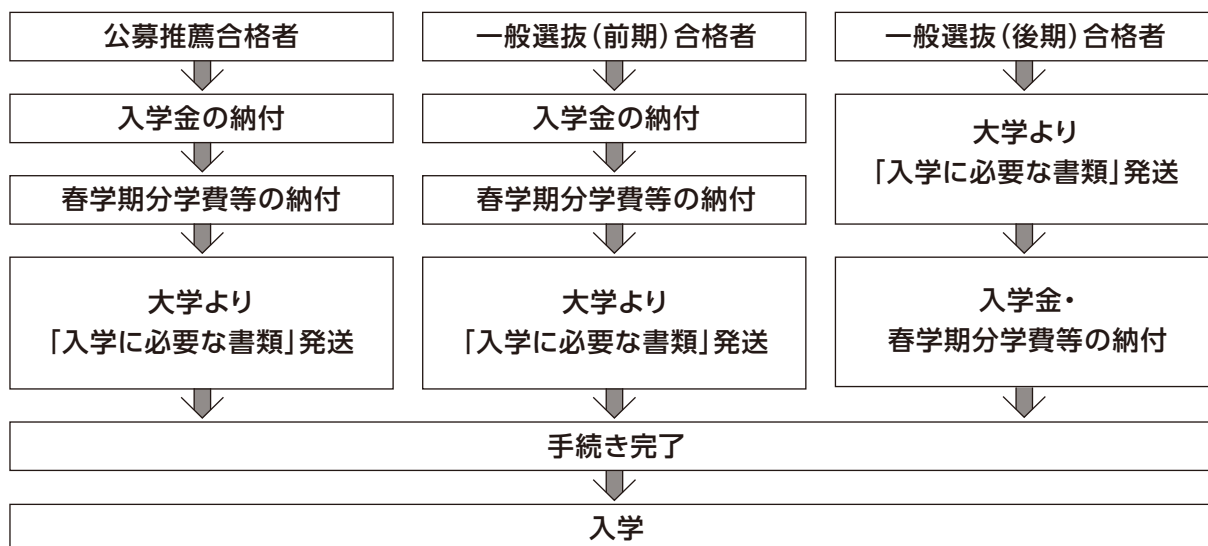 公募推薦合格者
入学金の納付
春学期分学費等の納付
大学より
「入学に必要な書類」発送
一般選抜（前期）合格者
入学金の納付
春学期分学費等の納付
大学より
「入学に必要な書類」発送
一般選抜（後期）合格者
大学より
「入学に必要な書類」発送
入学金・
春学期分学費等の納付
手続き完了
入学